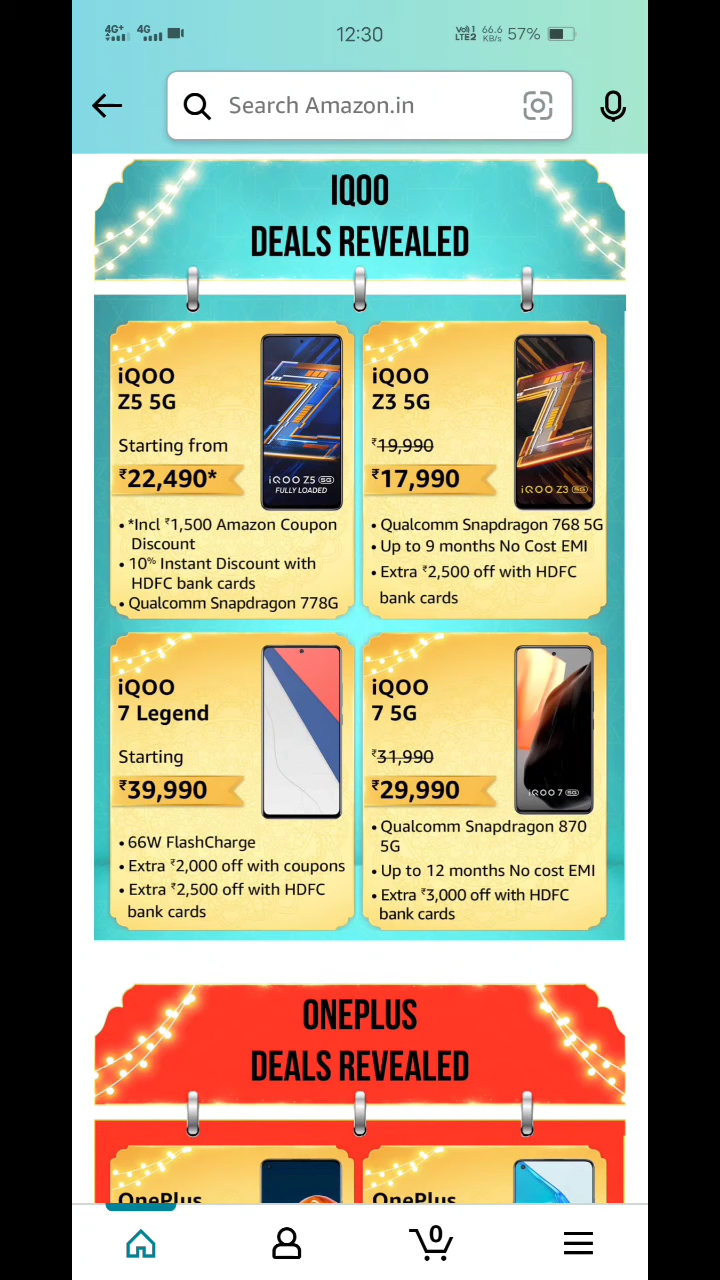 4G+ 4G 12:30 Vo) 1 LTE2 66.6 KB/s 57%
Search Amazon.in
IQOO
DEALS REVEALED
iQOO
Z5 5G
Starting from
₹22,490*
iQOO Z5 5G
FULLY LOADED
• *Incl ₹1,500 Amazon Coupon
Discount
• 10% Instant Discount with
HDFC bank cards
• Qualcomm Snapdragon 778G
iQOO
Z3 5G
₹19,990
₹17,990
iQOO Z3 5G
• Qualcomm Snapdragon 768 5G
• Up to 9 months No Cost EMI
• Extra ₹2,500 off with HDFC
bank cards
iQOO
7 Legend
Starting
₹39,990
• 66W FlashCharge
• Extra ₹2,000 off with coupons
• Extra ₹2,500 off with HDFC
bank cards
iQOO
7 5G
₹31,990
₹29,990
iQOO 7 5G
• Qualcomm Snapdragon 870
5G
• Up to 12 months No cost EMI
• Extra ₹3,000 off with HDFC
bank cards
ONEPLUS
DEALS REVEALED
OnePlus
OnePlus
0